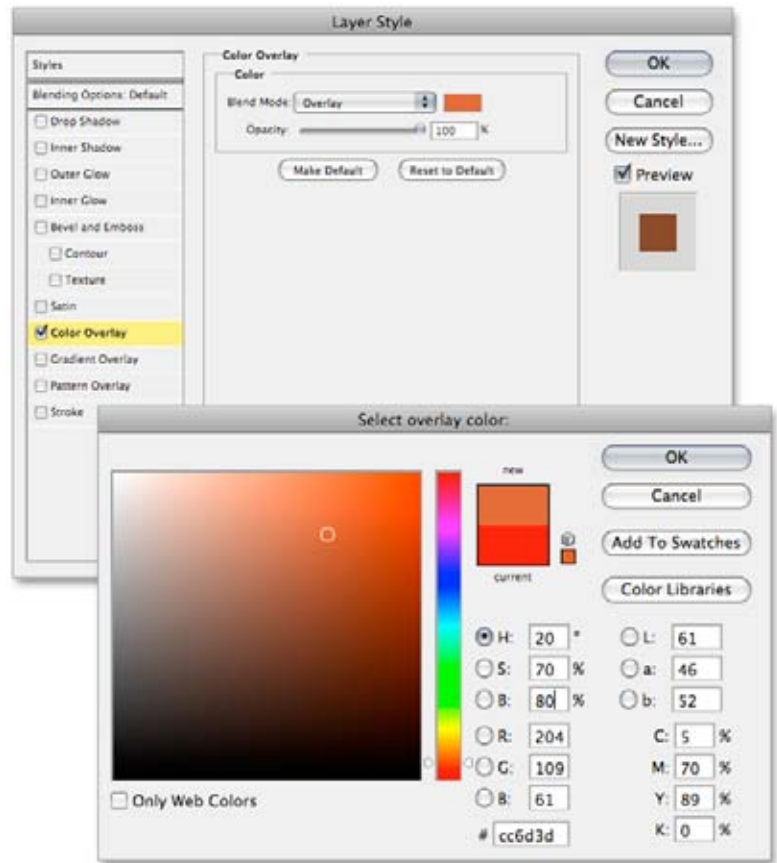 Layer Style
Styles
Blending Options: Default
Drop Shadow
Inner Shadow
Outer Glow
Inner Glow
Bevel and Emboss
Contour
Texture
Satin
Color Overlay
Gradient Overlay
Pattern Overlay
Stroke
Color Overlay
Color
Blend Mode: Overlay
Opacity: 100 %
Make Default Reset to Default
OK
Cancel
New Style...
Preview
Select overlay color:
new
current
OK
Cancel
Add To Swatches
Color Libraries
H: 20 °
S: 70 %
B: 80 %
R: 204
G: 109
B: 61
# cc6d3d
L: 61
a: 46
b: 52
C: 5 %
M: 70 %
Y: 89 %
K: 0 %
Only Web Colors